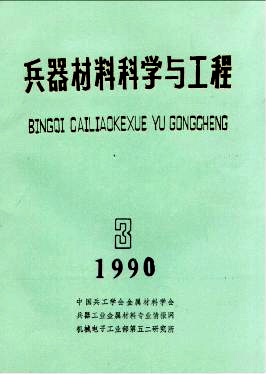 兵器材料科学与工程
BINGQI CAILIAOKEXUE YU GONGCHENG
3
1990
中国兵工学会金属材料学会
兵器工业金属材料专业情报网
机械电子工业部第五二研究所